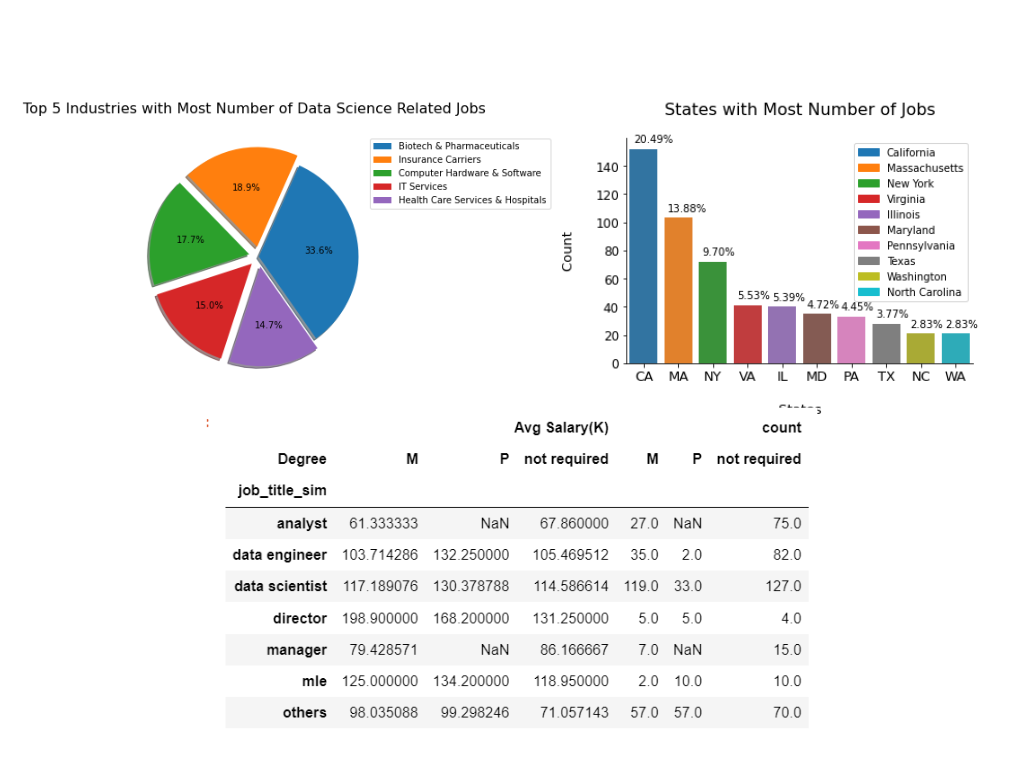 Top 5 Industries with Most Number of Data Science Related Jobs
Biotech & Pharmaceuticals
Insurance Carriers
Computer Hardware & Software
IT Services
Health Care Services & Hospitals
18.9%
33.6%
17.7%
15.0%
14.7%
States with Most Number of Jobs
20.49%
13.88%
9.70%
5.53%
5.39%
4.72%
4.45%
3.77%
2.83%
2.83%
California
Massachusetts
New York
Virginia
Illinois
Maryland
Pennsylvania
Texas
Washington
North Carolina
Count
140
120
100
80
60
40
20
0
CA MA NY VA IL MD PA TX NC WA
States
:
Avg Salary(K) count
Degree M P not required M P not required
job_title_sim
analyst 61.333333 NaN 67.860000 27.0 NaN 75.0
data engineer 103.714286 132.250000 105.469512 35.0 2.0 82.0
data scientist 117.189076 130.378788 114.586614 119.0 33.0 127.0
director 198.900000 168.200000 131.250000 5.0 5.0 4.0
manager 79.428571 NaN 86.166667 7.0 NaN 15.0
mle 125.000000 134.200000 118.950000 2.0 10.0 10.0
others 98.035088 99.298246 71.057143 57.0 57.0 70.0